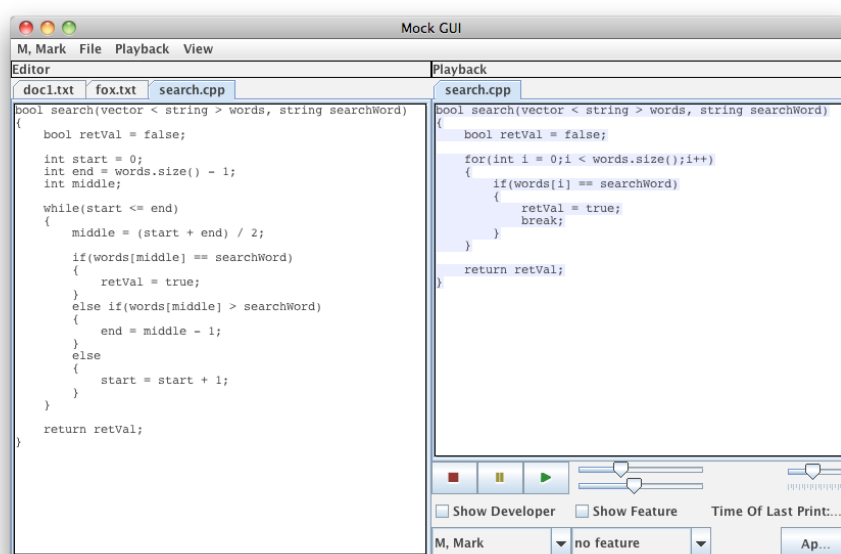 Mock GUI
M, Mark File Playback View
Editor
doc1.txt fox.txt search.cpp
bool search(vector < string > words, string searchWord)
{
    bool retVal = false;

    int start = 0;
    int end = words.size() - 1;
    int middle;

    while(start <= end)
    {
        middle = (start + end) / 2;

        if(words[middle] == searchWord)
        {
            retVal = true;
        }
        else if(words[middle] > searchWord)
        {
            end = middle - 1;
        }
        else
        {
            start = start + 1;
        }
    }

    return retVal;
}
Playback
search.cpp
bool search(vector < string > words, string searchWord)
{
    bool retVal = false;

    for(int i = 0;i < words.size();i++)
    {
        if(words[i] == searchWord)
        {
            retVal = true;
            break;
        }
    }

    return retVal;
}
Show Developer Show Feature Time Of Last Print:...
M, Mark no feature Ap...